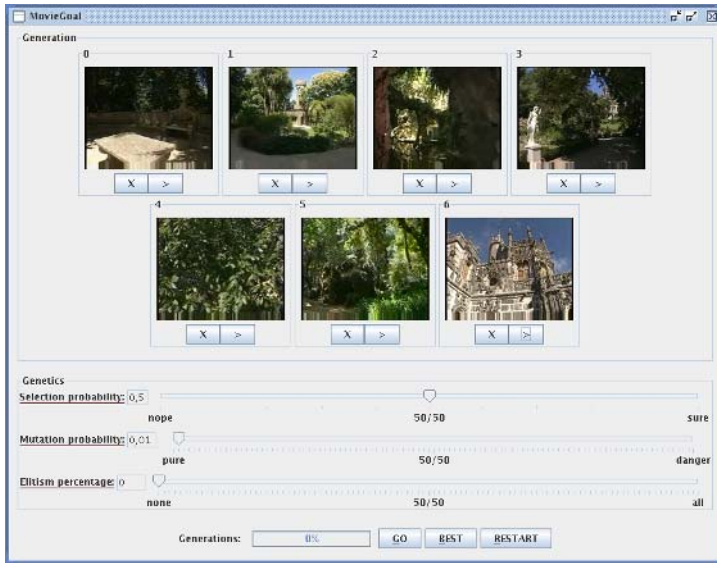 MovieGoal
Generation
0 1 2 3
X > X > X > X >
4 5 6
X > X > X >
Genetics
Selection probability: 0,5
nope 50/50 sure
Mutation probability: 0,01
pure 50/50 danger
Elitism percentage: 0
none 50/50 all
Generations: 0% GO BEST RESTART